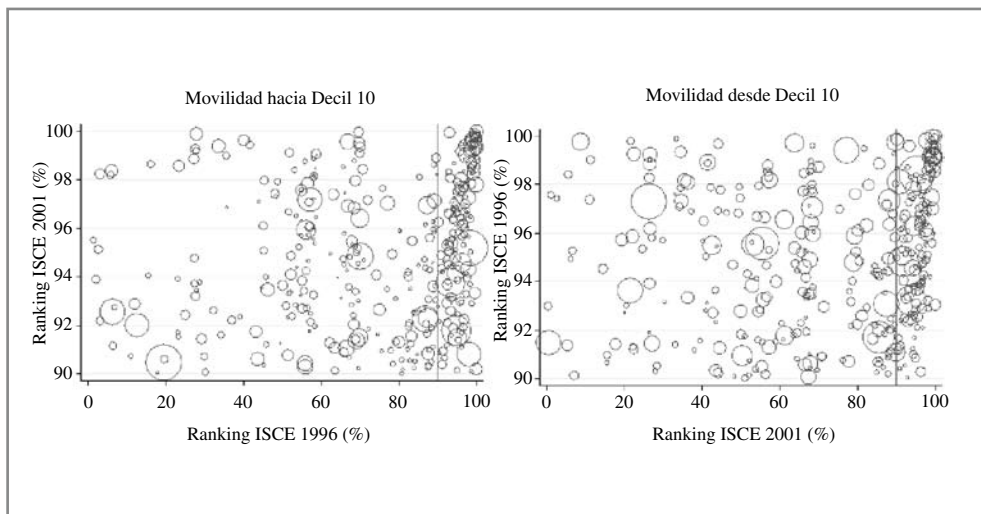 Movilidad hacia Decil 10
Ranking ISCE 2001 (%)
100
98
96
94
92
90
0 20 40 60 80 100
Ranking ISCE 1996 (%)
Movilidad desde Decil 10
Ranking ISCE 1996 (%)
100
98
96
94
92
90
0 20 40 60 80 100
Ranking ISCE 2001 (%)